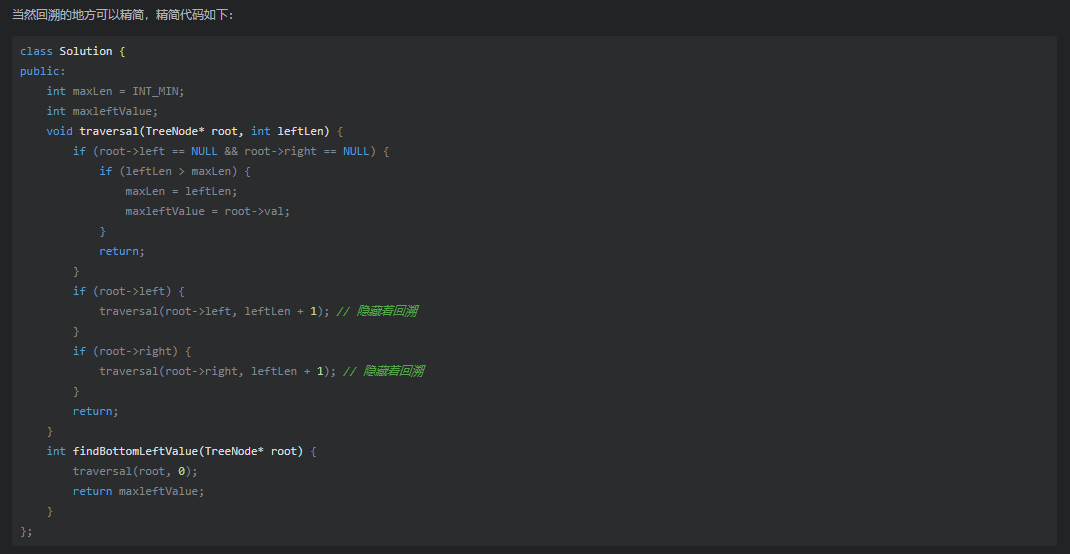 当然回溯的地方可以精简，精简代码如下：
class Solution {
public:
    int maxLen = INT_MIN;
    int maxleftValue;
    void traversal(TreeNode* root, int leftLen) {
        if (root->left == NULL && root->right == NULL) {
            if (leftLen > maxLen) {
                maxLen = leftLen;
                maxleftValue = root->val;
            }
            return;
        }
        if (root->left) {
            traversal(root->left, leftLen + 1); // 隐藏着回溯
        }
        if (root->right) {
            traversal(root->right, leftLen + 1); // 隐藏着回溯
        }
        return;
    }
    int findBottomLeftValue(TreeNode* root) {
        traversal(root, 0);
        return maxleftValue;
    }
};